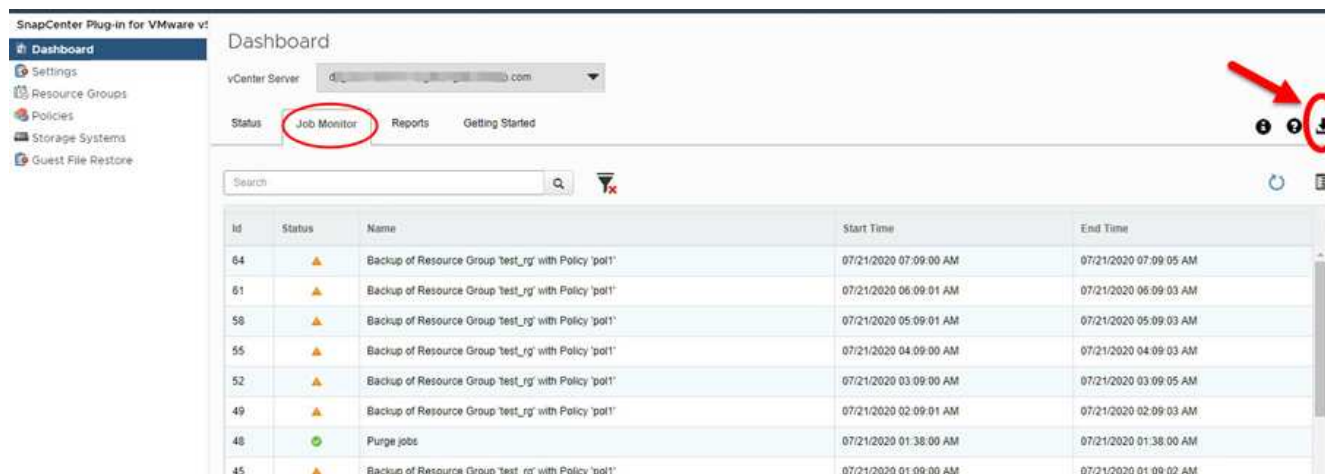 SnapCenter Plug-in for VMware vS
Dashboard
Settings
Resource Groups
Policies
Storage Systems
Guest File Restore
Dashboard
vCenter Server
.com
Status Job Monitor Reports Getting Started
Search
Id Status Name Start Time End Time
64 Backup of Resource Group 'test_rg' with Policy 'pol1' 07/21/2020 07:09:00 AM 07/21/2020 07:09:05 AM
61 Backup of Resource Group 'test_rg' with Policy 'pol1' 07/21/2020 06:09:01 AM 07/21/2020 06:09:03 AM
58 Backup of Resource Group 'test_rg' with Policy 'pol1' 07/21/2020 05:09:01 AM 07/21/2020 05:09:03 AM
55 Backup of Resource Group 'test_rg' with Policy 'pol1' 07/21/2020 04:09:00 AM 07/21/2020 04:09:03 AM
52 Backup of Resource Group 'test_rg' with Policy 'pol1' 07/21/2020 03:09:00 AM 07/21/2020 03:09:05 AM
49 Backup of Resource Group 'test_rg' with Policy 'pol1' 07/21/2020 02:09:01 AM 07/21/2020 02:09:03 AM
48 Purge jobs 07/21/2020 01:38:00 AM 07/21/2020 01:38:00 AM
45 Backup of Resource Group 'test_rg' with Policy 'pol1' 07/21/2020 01:09:00 AM 07/21/2020 01:09:02 AM